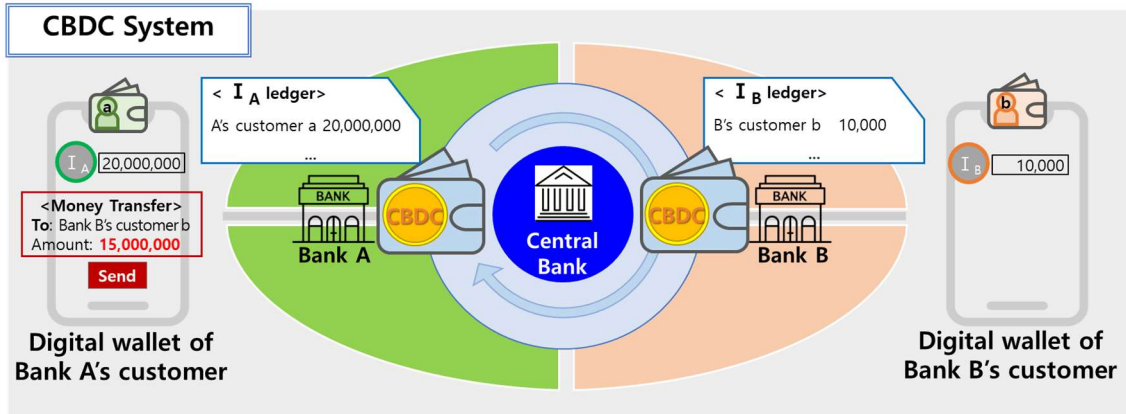 CBDC System
a
I A 20,000,000
<Money Transfer>
To: Bank B's customer b
Amount: 15,000,000
Send
Digital wallet of
Bank A's customer
< I A ledger>
A's customer a 20,000,000
...
BANK
Bank A
CBDC
Central
Bank
< I B ledger>
B's customer b 10,000
...
CBDC
BANK
Bank B
b
I B 10,000
Digital wallet of
Bank B's customer